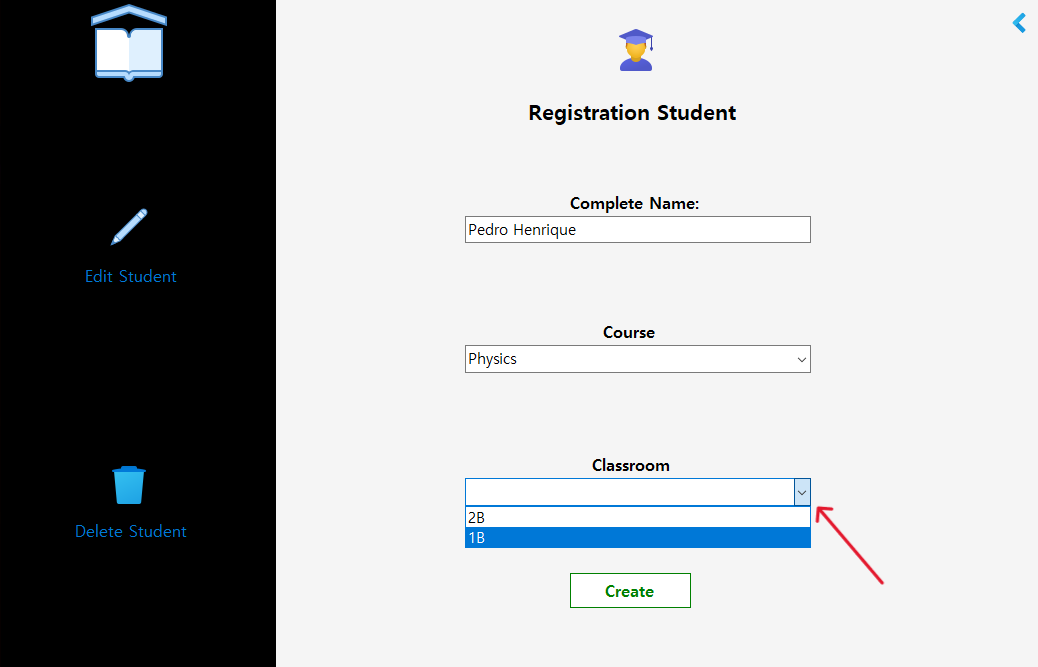 Registration Student
Complete Name:
Pedro Henrique
Edit Student
Course
Physics
Classroom
2B
1B
Delete Student
Create